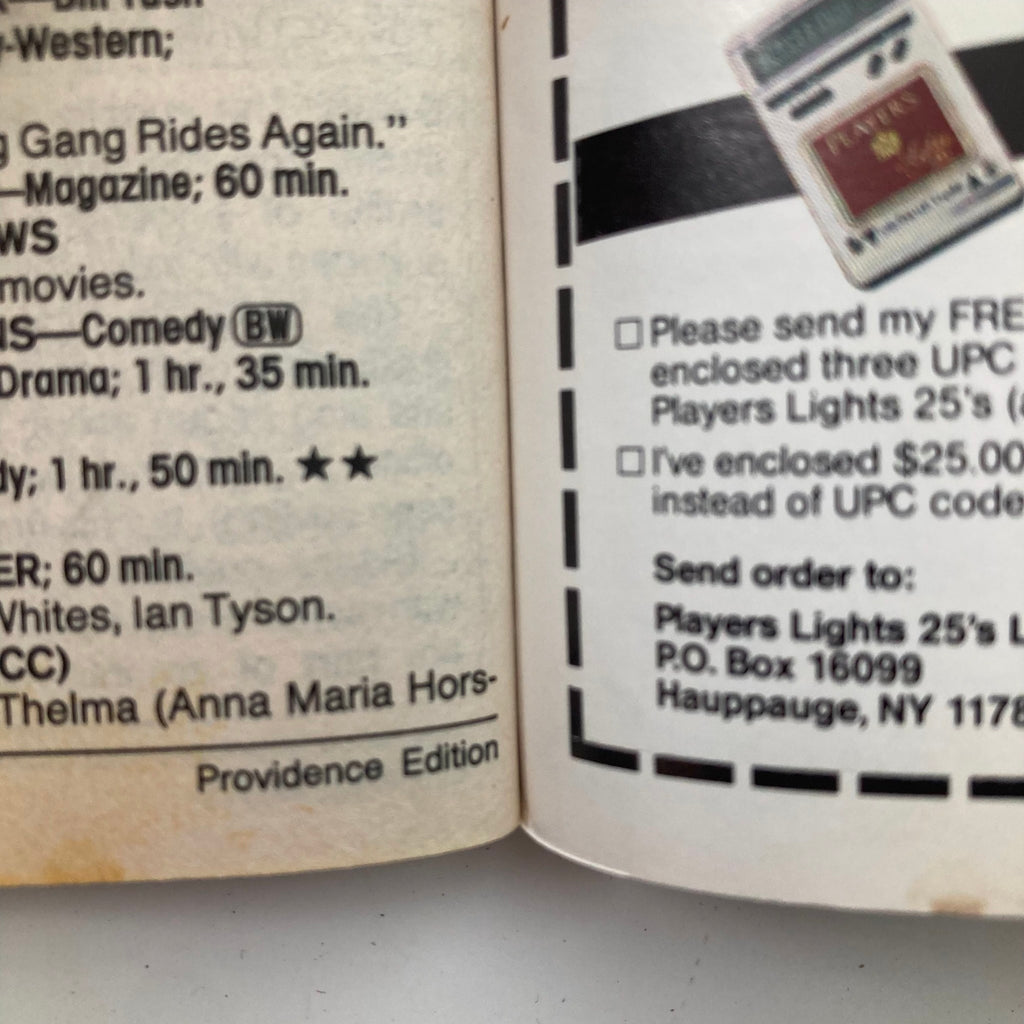 -Western;
g Gang Rides Again.”
—Magazine; 60 min.
WS
movies.
NS—Comedy BW
Drama; 1 hr., 35 min.
dy; 1 hr., 50 min. ★★
ER; 60 min.
Whites, Ian Tyson.
CC)
Thelma (Anna Maria Hors-
Providence Edition
PLAYERS
☐ Please send my FRE
enclosed three UPC
Players Lights 25's (
☐ I've enclosed $25.00
instead of UPC code
Send order to:
Players Lights 25's L
P.O. Box 16099
Hauppauge, NY 1178